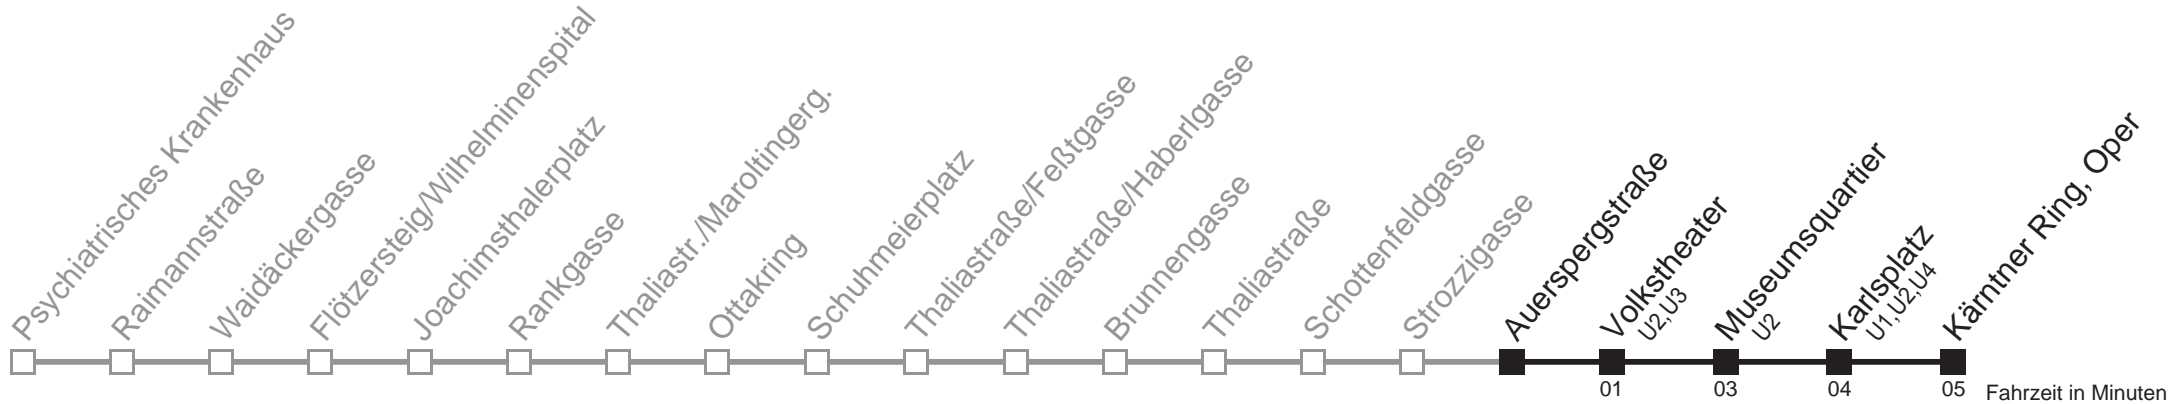 Psychiatrisches Krankenhaus
Raimannstraße
Waidäckergasse
Flötzersteig/Wilhelminenspital
Joachimsthalerplatz
Rankgasse
Thaliastr./Maroltingerg.
Ottakring
Schuhmeierplatz
Thaliastraße/Feßtgasse
Thaliastraße/Haberlgasse
Brunnengasse
Thaliastraße
Schottenfeldgasse
Strozzigasse
Auerspergstraße
Volkstheater
U2,U3
Museumsquartier
U2
Karlsplatz
U1,U2,U4
Kärntner Ring, Oper
01
03
04
05
Fahrzeit in Minuten